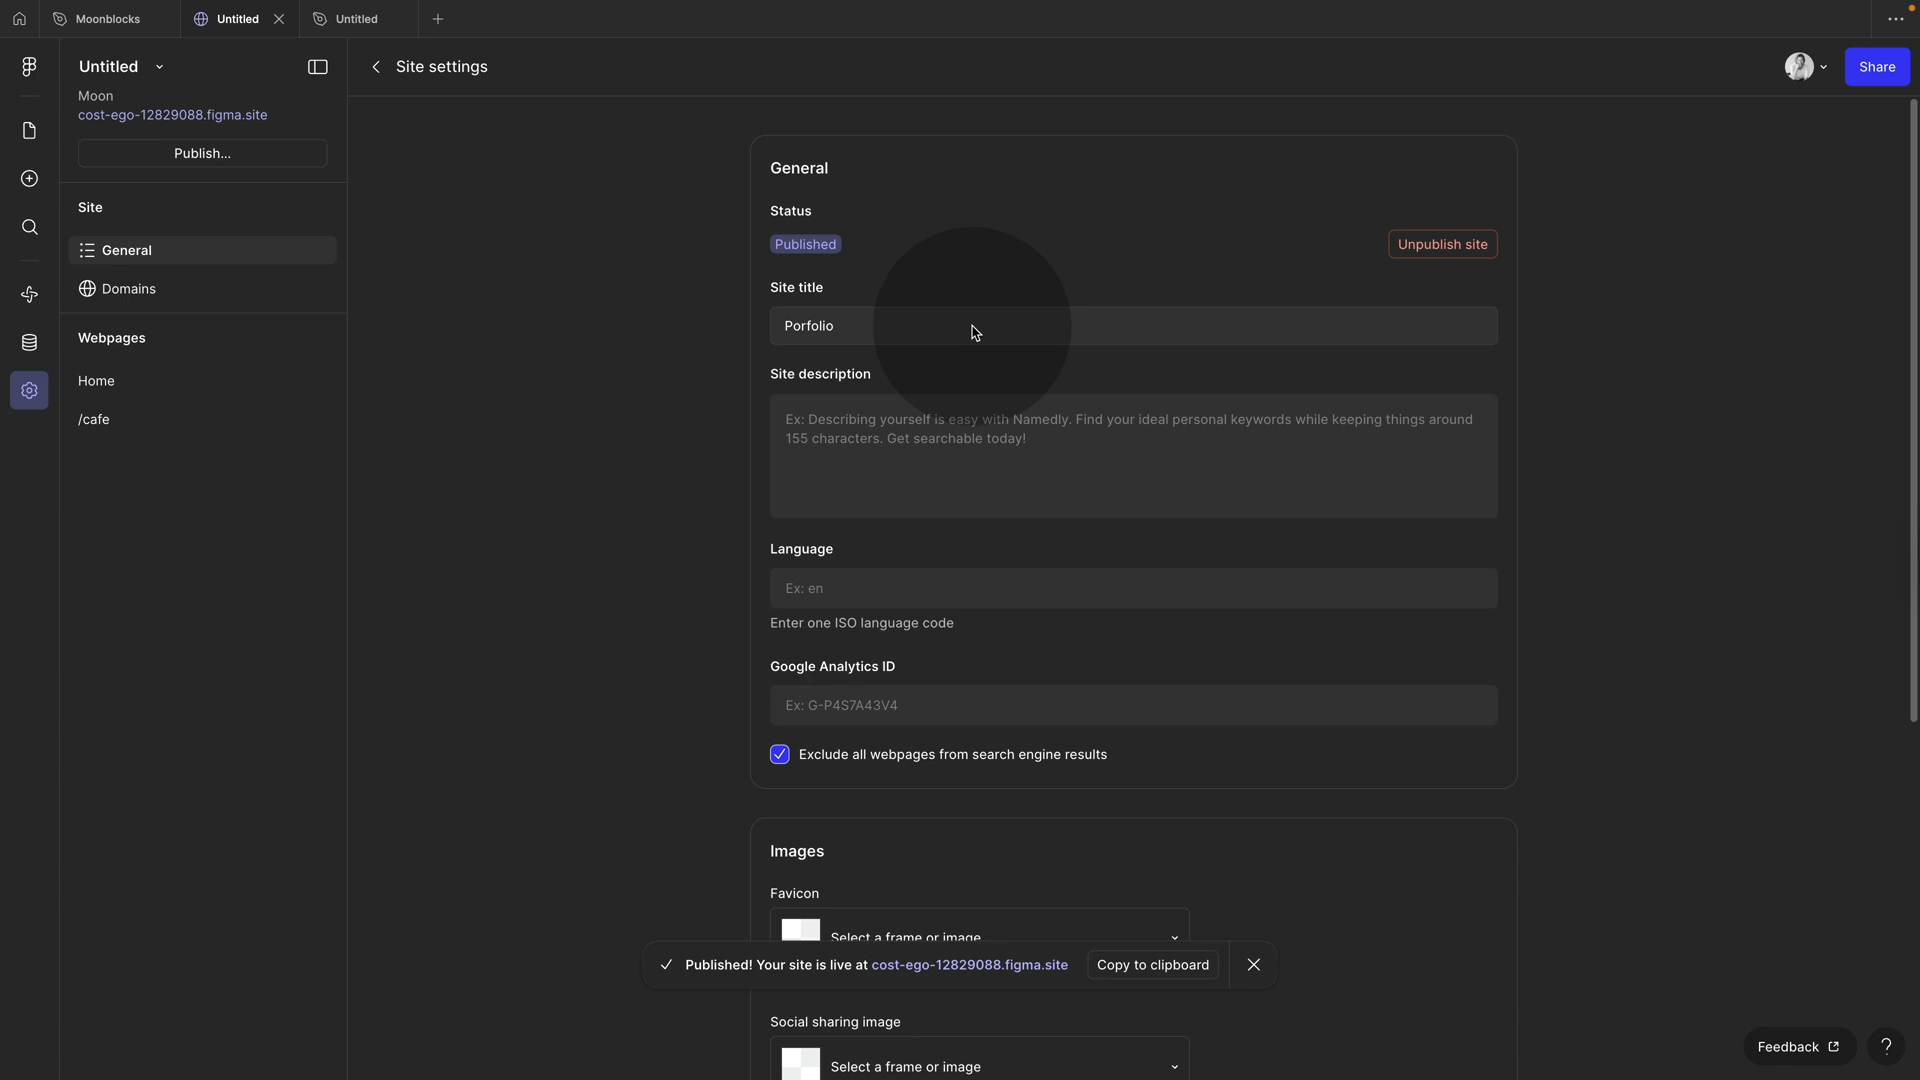 Moonblocks
Untitled
Untitled
Untitled
Moon
cost-ego-12829088.figma.site
Publish...
Site
General
Domains
Webpages
Home
/cafe
Site settings
Share
General
Status
Published
Unpublish site
Site title
Porfolio
Site description
Ex: Describing yourself is easy with Namedly. Find your ideal personal keywords while keeping things around
155 characters. Get searchable today!
Language
Ex: en
Enter one ISO language code
Google Analytics ID
Ex: G-P4S7A43V4
Exclude all webpages from search engine results
Images
Favicon
Select a frame or image
Published! Your site is live at cost-ego-12829088.figma.site
Copy to clipboard
Social sharing image
Select a frame or image
Feedback
?